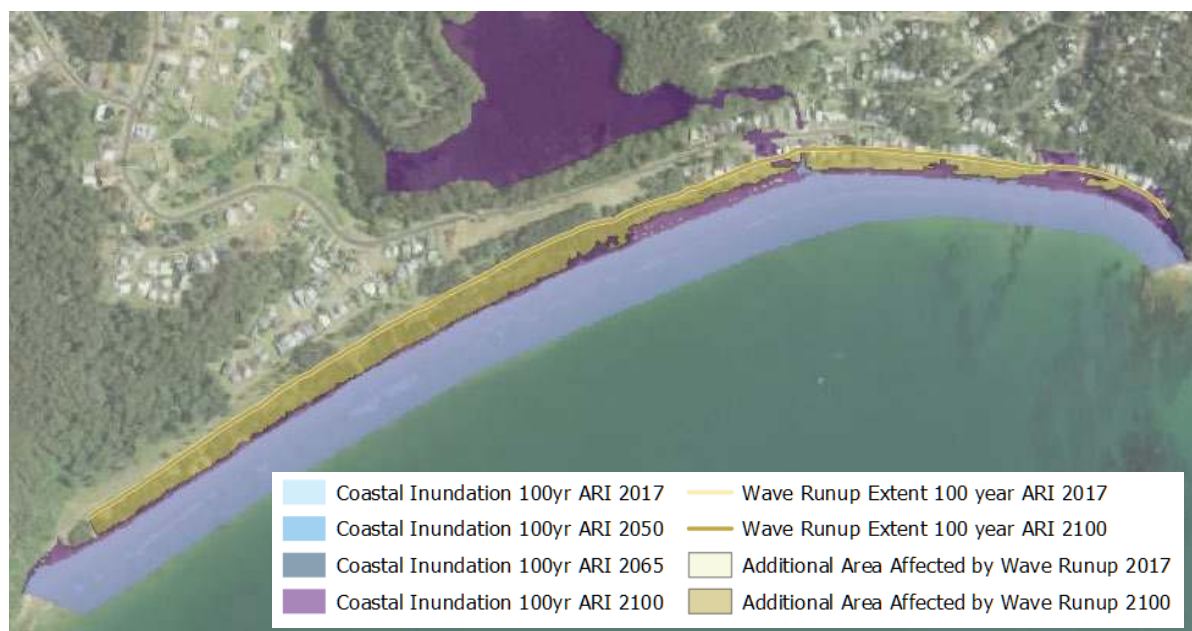 Coastal Inundation 100yr ARI 2017
Coastal Inundation 100yr ARI 2050
Coastal Inundation 100yr ARI 2065
Coastal Inundation 100yr ARI 2100
Wave Runup Extent 100 year ARI 2017
Wave Runup Extent 100 year ARI 2100
Additional Area Affected by Wave Runup 2017
Additional Area Affected by Wave Runup 2100